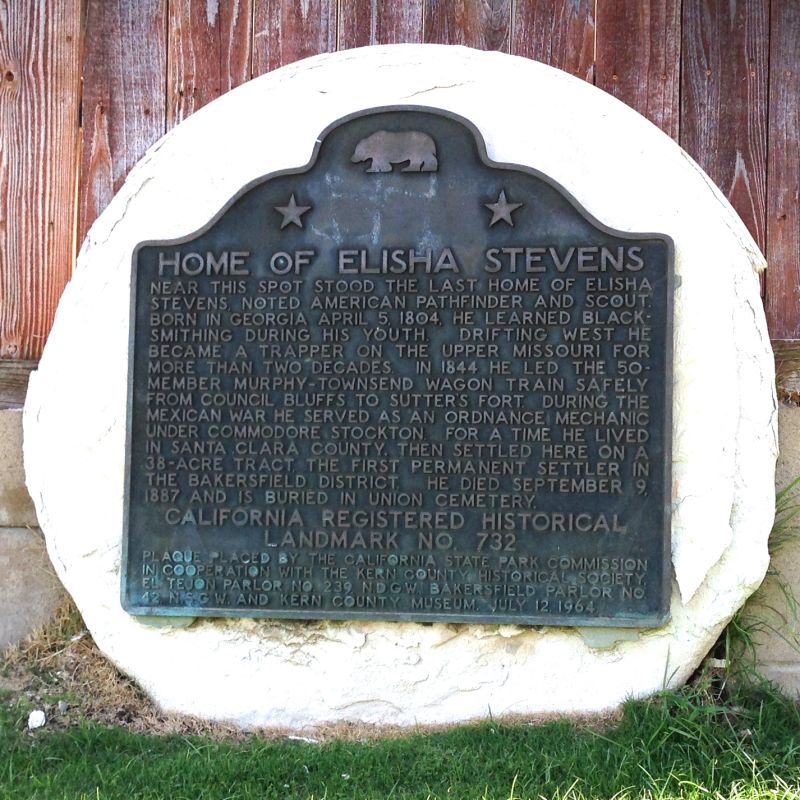 HOME OF ELISHA STEVENS
NEAR THIS SPOT STOOD THE LAST HOME OF ELISHA
STEVENS, NOTED AMERICAN PATHFINDER AND SCOUT.
BORN IN GEORGIA APRIL 5, 1804, HE LEARNED BLACK-
SMITHING DURING HIS YOUTH. DRIFTING WEST HE
BECAME A TRAPPER ON THE UPPER MISSOURI FOR
MORE THAN TWO DECADES. IN 1844 HE LED THE 50-
MEMBER MURPHY-TOWNSEND WAGON TRAIN SAFELY
FROM COUNCIL BLUFFS TO SUTTER'S FORT. DURING THE
MEXICAN WAR HE SERVED AS AN ORDNANCE MECHANIC
UNDER COMMODORE STOCKTON. FOR A TIME HE LIVED
IN SANTA CLARA COUNTY, THEN SETTLED HERE ON A
38-ACRE TRACT THE FIRST PERMANENT SETTLER IN
THE BAKERSFIELD DISTRICT. HE DIED SEPTEMBER 9,
1887 AND IS BURIED IN UNION CEMETERY.
CALIFORNIA REGISTERED HISTORICAL
LANDMARK NO. 732
PLAQUE PLACED BY THE CALIFORNIA STATE PARK COMMISSION
IN COOPERATION WITH THE KERN COUNTY HISTORICAL SOCIETY,
EL TEJON PARLOR NO. 239 N.D.G.W., BAKERSFIELD PARLOR NO.
42 N.S.G.W. AND KERN COUNTY MUSEUM, JULY 12, 1964.